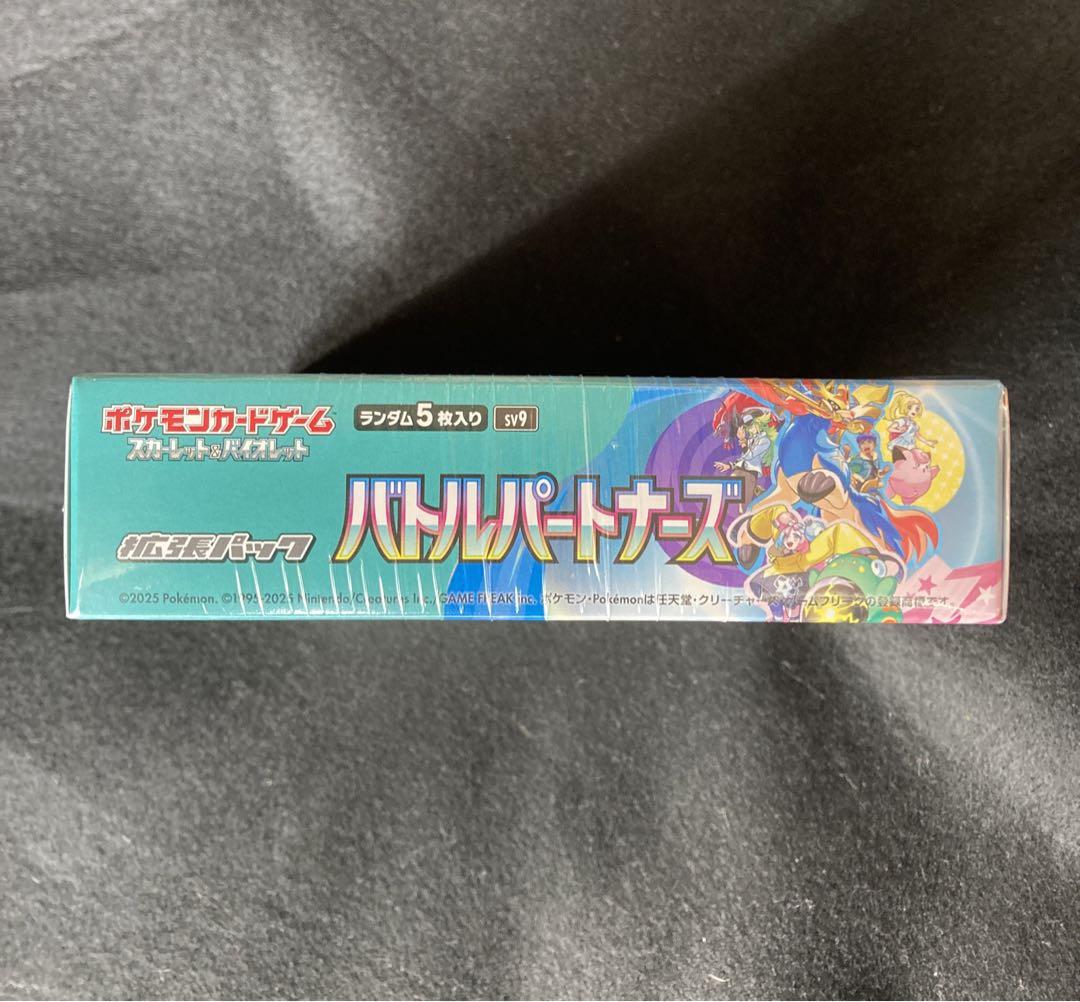 ポケモンカードゲーム
スカーレット&バイオレット
ランダム5枚入り sv9
拡張パック
バトルパートナーズ
©2025 Pokémon. ©1995-2025 Nintendo/Creatures Inc./GAME FREAK inc. ポケモン・Pokémonは任天堂・クリーチャーズ・ゲームフリークの登録商標です。